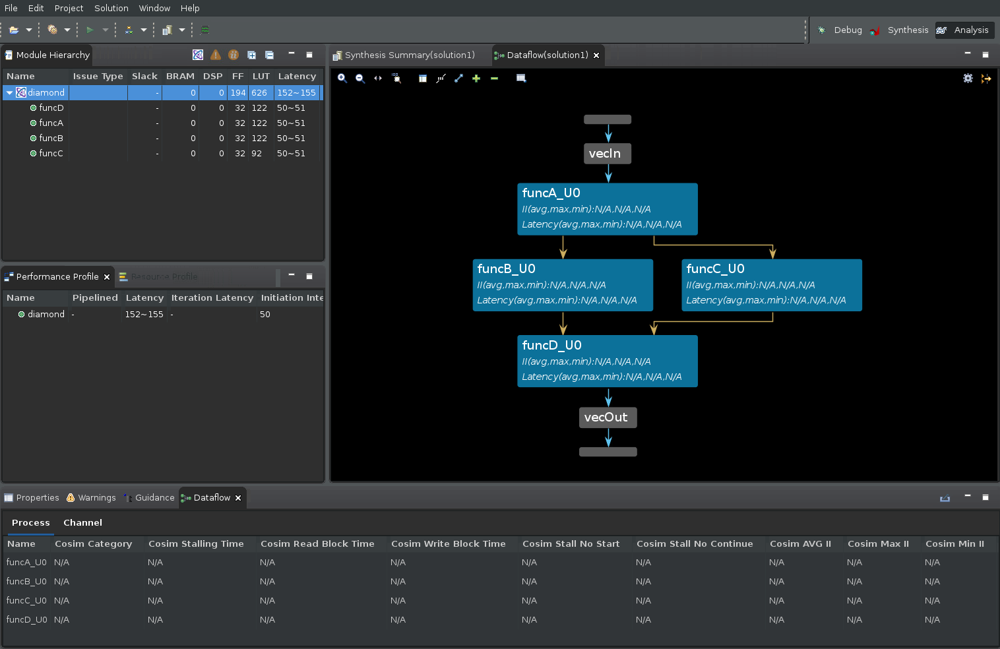 File Edit Project Solution Window Help
Debug Synthesis Analysis
Module Hierarchy
Name Issue Type Slack BRAM DSP FF LUT Latency
diamond - 0 0 194 626 152~155
funcD - 0 0 32 122 50~51
funcA - 0 0 32 122 50~51
funcB - 0 0 32 122 50~51
funcC - 0 0 32 92 50~51
Performance Profile Resource Profile
Name Pipelined Latency Iteration Latency Initiation Inte
diamond - 152~155 - 50
Synthesis Summary(solution1) Dataflow(solution1)
vecIn
funcA_U0
II(avg,max,min):N/A,N/A,N/A
Latency(avg,max,min):N/A,N/A,N/A
funcB_U0
II(avg,max,min):N/A,N/A,N/A
Latency(avg,max,min):N/A,N/A,N/A
funcC_U0
II(avg,max,min):N/A,N/A,N/A
Latency(avg,max,min):N/A,N/A,N/A
funcD_U0
II(avg,max,min):N/A,N/A,N/A
Latency(avg,max,min):N/A,N/A,N/A
vecOut
Properties Warnings Guidance Dataflow
Process Channel
Name Cosim Category Cosim Stalling Time Cosim Read Block Time Cosim Write Block Time Cosim Stall No Start Cosim Stall No Continue Cosim AVG II Cosim Max II Cosim Min II
funcA_U0 N/A N/A N/A N/A N/A N/A N/A N/A N/A
funcB_U0 N/A N/A N/A N/A N/A N/A N/A N/A N/A
funcC_U0 N/A N/A N/A N/A N/A N/A N/A N/A N/A
funcD_U0 N/A N/A N/A N/A N/A N/A N/A N/A N/A